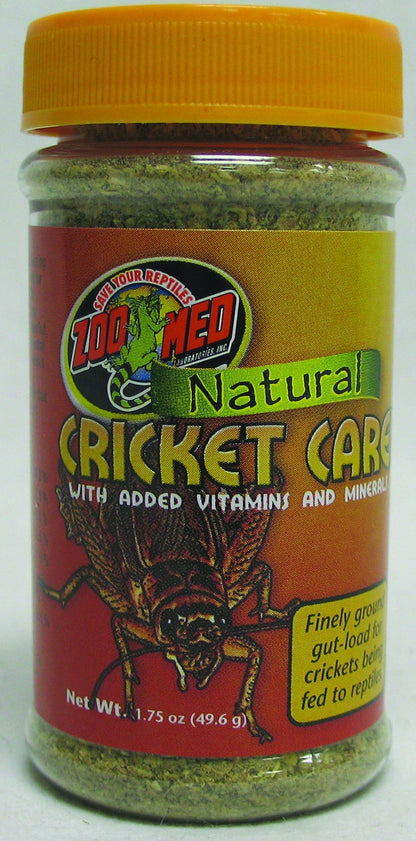 SAVE YOUR REPTILES
ZOO MED
LABORATORIES, INC.
Natural
CRICKET CARE
WITH ADDED VITAMINS AND MINERALS
Finely ground
gut-load for
crickets being
fed to reptiles
Net Wt. 1.75 oz (49.6 g)